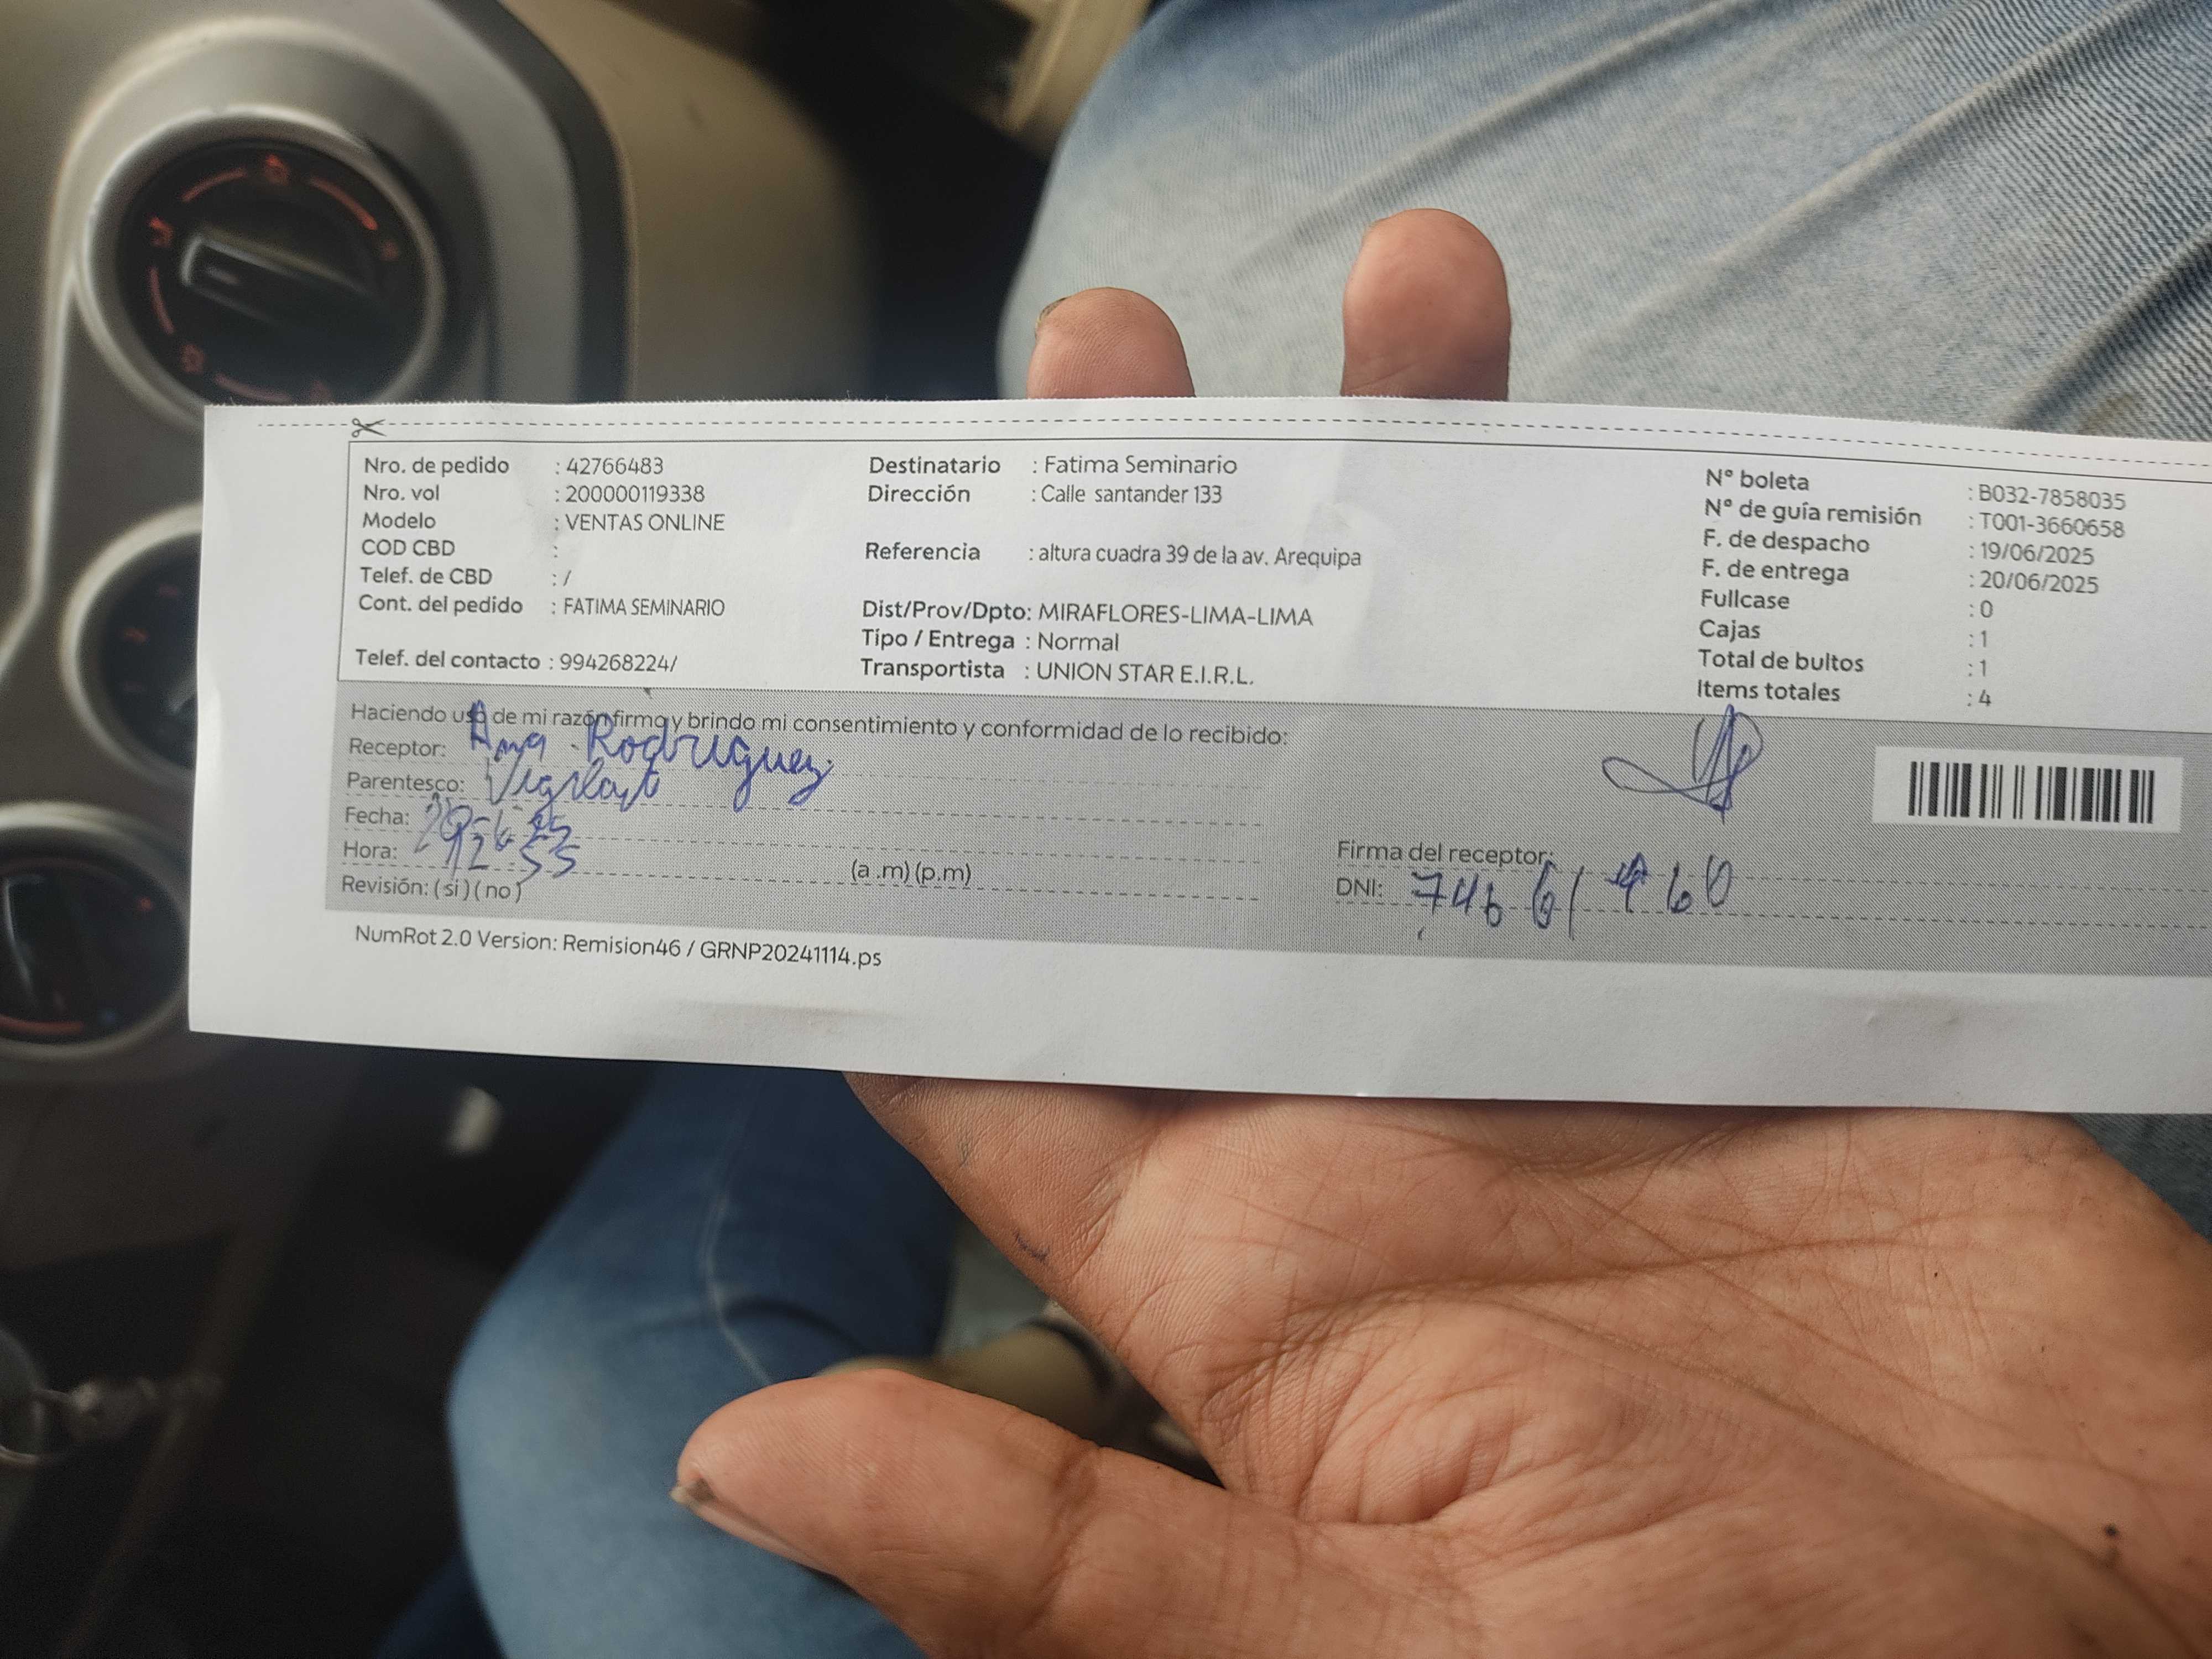 Nro. de pedido : 42766483
Nro. vol : 200000119338
Modelo : VENTAS ONLINE
COD CBD :
Telef. de CBD : /
Cont. del pedido : FATIMA SEMINARIO
Telef. del contacto : 994268224/
Destinatario : Fatima Seminario
Dirección : Calle santander 133
Referencia : altura cuadra 39 de la av. Arequipa
Dist/Prov/Dpto: MIRAFLORES-LIMA-LIMA
Tipo / Entrega : Normal
Transportista : UNION STAR E.I.R.L.
N° boleta : B032-7858035
N° de guía remisión : T001-3660658
F. de despacho : 19/06/2025
F. de entrega : 20/06/2025
Fullcase : 0
Cajas : 1
Total de bultos : 1
Items totales : 4
Haciendo uso de mi razón firmo y brindo mi consentimiento y conformidad de lo recibido:
Receptor: Ana Rodriguez
Parentesco:
Fecha:
Hora: 12:55 (a .m) (p.m)
Revisión: ( si ) ( no )
Firma del receptor:
DNI:
NumRot 2.0 Version: Remision46 / GRNP20241114.ps